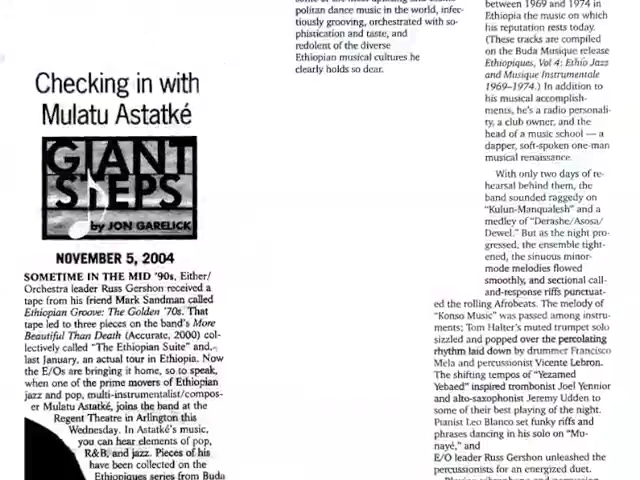 Checking in with
Mulatu Astatké
GIANT
STEPS
by JON GARELICK
NOVEMBER 5, 2004
SOMETIME IN THE MID '90s, Either/
Orchestra leader Russ Gershon received a
tape from his friend Mark Sandman called
Ethiopian Groove: The Golden '70s. That
tape led to three pieces on the band's More
Beautiful Than Death (Accurate, 2000) col-
lectively called "The Ethiopian Suite" and,
last January, an actual tour in Ethiopia. Now
the E/Os are bringing it home, so to speak,
when one of the prime movers of Ethiopian
jazz and pop, multi-instrumentalist/compos-
er Mulatu Astatké, joins the band at the
Regent Theatre in Arlington this
Wednesday. In Astatké's music,
you can hear elements of pop,
R&B, and jazz. Pieces of his
have been collected on the
Ethiopiques series from Buda
politan dance music in the world, infec-
tiously grooving, orchestrated with so-
phistication and taste, and
redolent of the diverse
Ethiopian musical cultures he
clearly holds so dear.
between 1969 and 1974 in
Ethiopia the music on which
his reputation rests today.
(These tracks are compiled
on the Buda Musique release
Ethiopiques, Vol 4: Ethio Jazz
and Musique Instrumentale
1969–1974.) In addition to
his musical accomplish-
ments, he's a radio personali-
ty, a club owner, and the
head of a music school — a
dapper, soft-spoken one-man
musical renaissance.
With only two days of re-
hearsal behind them, the
band sounded raggedy on
"Kulun-Manqualesh" and a
medley of "Derashe/Asosa/
Dewel." But as the night pro-
gressed, the ensemble tight-
ened, the sinuous minor-
mode melodies flowed
smoothly, and sectional call-
and-response riffs punctuat-
ed the rolling Afrobeats. The melody of
"Konso Music" was passed among instru-
ments; Tom Halter's muted trumpet solo
sizzled and popped over the percolating
rhythm laid down by drummer Francisco
Mela and percussionist Vicente Lebron.
The shifting tempos of "Yezamed
Yebaed" inspired trombonist Joel Yennior
and alto-saxophonist Jeremy Udden to
some of their best playing of the night.
Pianist Leo Blanco set funky riffs and
phrases dancing in his solo on "Mu-
nayé," and
E/O leader Russ Gershon unleashed the
percussionists for an energized duet.